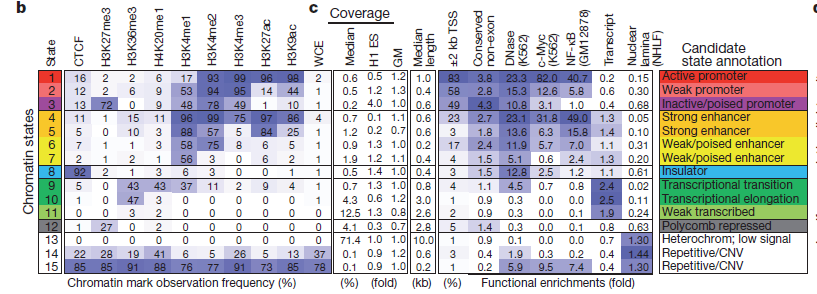 b
c
d
Coverage
State
CTCF
H3K27me3
H3K36me3
H4K20me1
H3K4me1
H3K4me2
H3K4me3
H3K27ac
H3K9ac
WCE
Median
H1 ES
GM
Median length
±2 kb TSS
Conserved non-exon
DNase (K562)
c-Myc (K562)
NF-κB (GM12878)
Transcript
Nuclear lamina (NHLF)
Candidate
state annotation
Chromatin states
1 16 2 2 6 17 93 99 96 98 2 0.6 0.5 1.2 1.0 83 3.8 23.3 82.0 40.7 0.2 0.15 Active promoter
2 12 2 6 9 53 94 95 14 44 1 0.5 1.2 1.3 0.4 58 2.8 15.3 12.6 5.8 0.6 0.30 Weak promoter
3 13 72 0 9 48 78 49 1 10 1 0.2 4.0 1.0 0.6 49 4.3 10.8 3.1 1.0 0.4 0.68 Inactive/poised promoter
4 11 1 15 11 96 99 75 97 86 4 0.7 0.1 1.1 0.6 23 2.7 23.1 31.8 49.0 1.3 0.05 Strong enhancer
5 5 0 10 3 88 57 5 84 25 1 1.2 0.2 0.7 0.6 3 1.8 13.6 6.3 15.8 1.4 0.10 Strong enhancer
6 7 1 1 3 58 75 8 6 5 1 0.9 1.3 1.0 0.2 17 2.4 11.9 5.7 7.0 1.1 0.31 Weak/poised enhancer
7 2 1 2 1 56 3 0 6 2 1 1.9 1.2 1.1 0.4 4 1.5 5.1 0.6 2.4 1.3 0.20 Weak/poised enhancer
8 92 2 1 3 6 3 0 0 1 1 0.5 1.4 1.0 0.4 3 1.5 12.8 2.5 1.2 1.1 0.61 Insulator
9 5 0 43 43 37 11 2 9 4 1 0.7 1.3 1.0 0.8 4 1.1 4.5 0.7 0.8 2.4 0.02 Transcriptional transition
10 1 0 47 3 0 0 0 0 0 1 4.3 0.6 1.2 3.0 1 0.9 0.3 0.0 0.0 2.5 0.11 Transcriptional elongation
11 0 0 3 2 0 0 0 0 0 0 12.5 1.3 0.8 2.6 2 0.9 0.3 0.0 0.1 1.9 0.24 Weak transcribed
12 1 27 0 2 0 0 0 0 0 0 4.1 0.3 0.7 2.8 5 1.4 0.3 0.0 0.1 0.8 0.63 Polycomb repressed
13 0 0 0 0 0 0 0 0 0 0 71.4 1.0 1.0 10.0 1 0.9 0.1 0.0 0.0 0.7 1.30 Heterochrom; low signal
14 22 28 19 41 6 5 26 5 13 37 0.1 0.9 1.2 0.6 3 0.4 1.9 0.3 0.2 0.4 1.44 Repetitive/CNV
15 85 85 91 88 76 77 91 73 85 78 0.1 0.9 1.0 0.2 1 0.2 5.9 9.5 7.4 0.4 1.30 Repetitive/CNV
Chromatin mark observation frequency (%) (%) (fold) (kb) (%) Functional enrichments (fold)